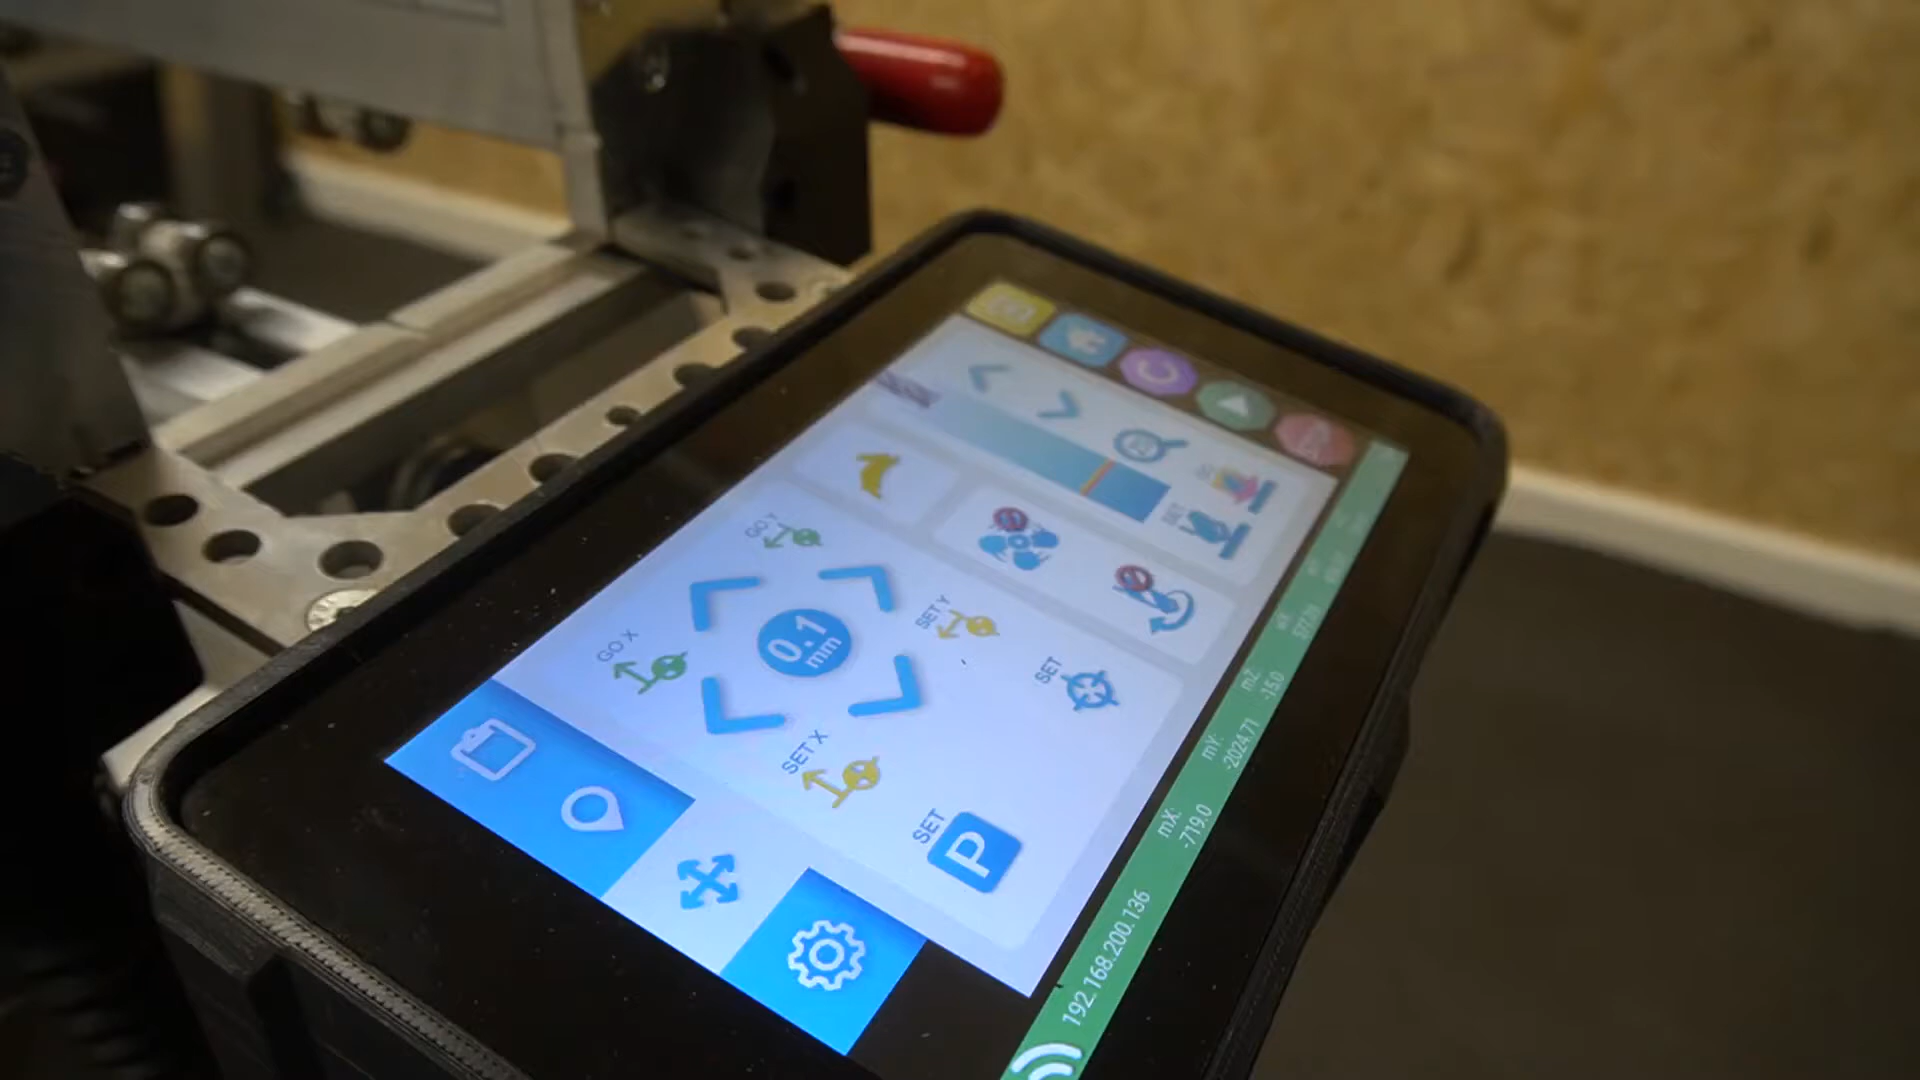 GO Y
0.1
mm
SET Y
GO X
SET X
SET
SET
P
192.168.200.136
mX:
-719.0
mY:
-2024.71
mZ:
-15.0